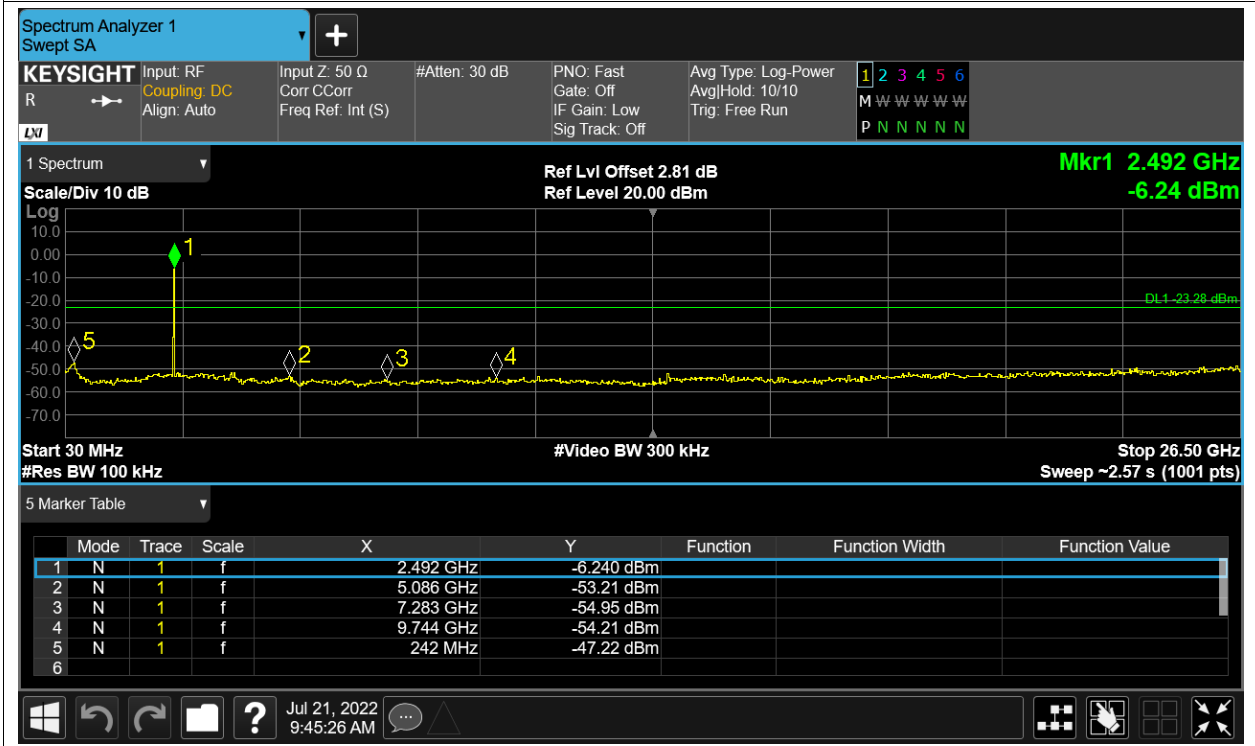 Spectrum Analyzer 1
Swept SA
KEYSIGHT
R
LXI
Input: RF
Coupling: DC
Align: Auto
Input Z: 50 Ω
Corr CCorr
Freq Ref: Int (S)
#Atten: 30 dB
PNO: Fast
Gate: Off
IF Gain: Low
Sig Track: Off
Avg Type: Log-Power
Avg|Hold: 10/10
Trig: Free Run
1 2 3 4 5 6
M W W W W W
P N N N N N
1 Spectrum
Scale/Div 10 dB
Ref Lvl Offset 2.81 dB
Ref Level 20.00 dBm
Mkr1 2.492 GHz
-6.24 dBm
Log
10.0
0.00
-10.0
-20.0
-30.0
-40.0
-50.0
-60.0
-70.0
1
DL1 -23.28 dBm
5
2
3
4
Start 30 MHz
#Video BW 300 kHz
Stop 26.50 GHz
#Res BW 100 kHz
Sweep ~2.57 s (1001 pts)
5 Marker Table
Mode Trace Scale X Y Function Function Width Function Value
1 N 1 f 2.492 GHz -6.240 dBm
2 N 1 f 5.086 GHz -53.21 dBm
3 N 1 f 7.283 GHz -54.95 dBm
4 N 1 f 9.744 GHz -54.21 dBm
5 N 1 f 242 MHz -47.22 dBm
6
?
Jul 21, 2022
9:45:26 AM